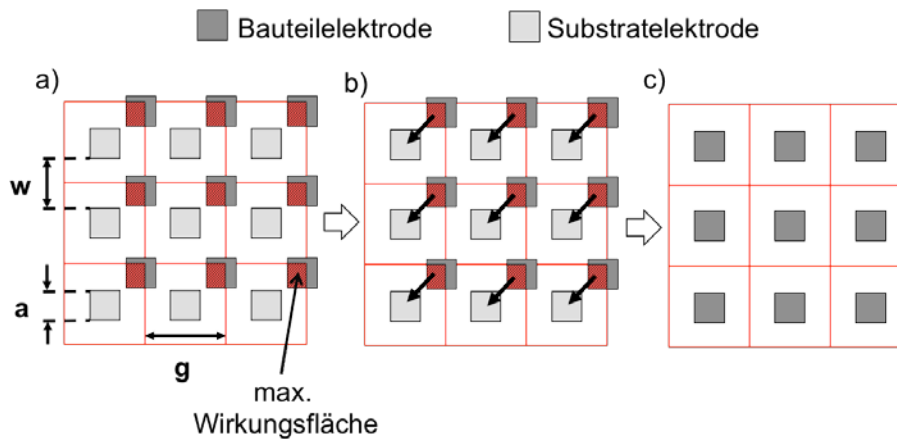 Bauteilelektrode
Substratelektrode
a)
b)
c)
w
a
g
max.
Wirkungsfläche